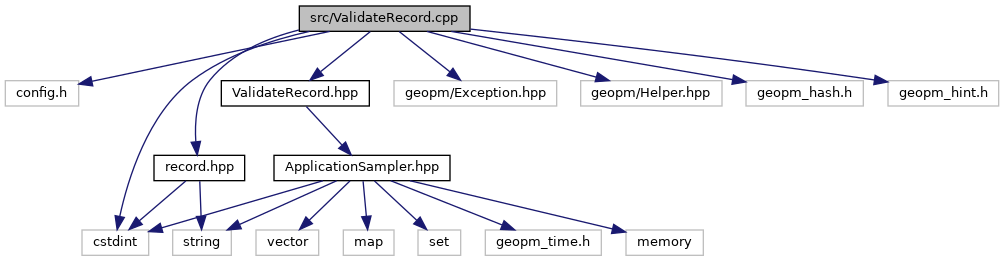 src/ValidateRecord.cpp
config.h
ValidateRecord.hpp
geopm/Exception.hpp
geopm/Helper.hpp
geopm_hash.h
geopm_hint.h
record.hpp
ApplicationSampler.hpp
cstdint
string
vector
map
set
geopm_time.h
memory